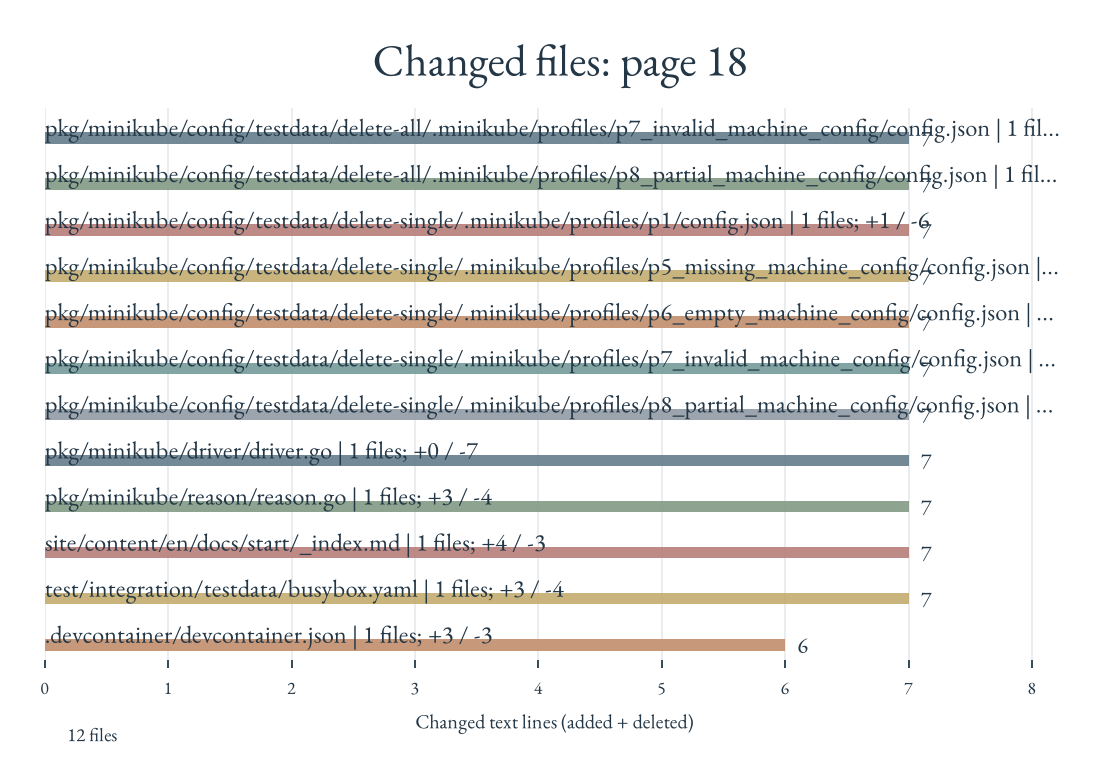 Changed files: page 18
pkg/minikube/config/testdata/delete-all/.minikube/profiles/p7_invalid_machine_config/config.json | 1 fil...
7
pkg/minikube/config/testdata/delete-all/.minikube/profiles/p8_partial_machine_config/config.json | 1 fil...
7
pkg/minikube/config/testdata/delete-single/.minikube/profiles/p1/config.json | 1 files; +1 / -6
7
pkg/minikube/config/testdata/delete-single/.minikube/profiles/p5_missing_machine_config/config.json |...
7
pkg/minikube/config/testdata/delete-single/.minikube/profiles/p6_empty_machine_config/config.json | ...
7
pkg/minikube/config/testdata/delete-single/.minikube/profiles/p7_invalid_machine_config/config.json | ...
7
pkg/minikube/config/testdata/delete-single/.minikube/profiles/p8_partial_machine_config/config.json | ...
7
pkg/minikube/driver/driver.go | 1 files; +0 / -7
7
pkg/minikube/reason/reason.go | 1 files; +3 / -4
7
site/content/en/docs/start/_index.md | 1 files; +4 / -3
7
test/integration/testdata/busybox.yaml | 1 files; +3 / -4
7
.devcontainer/devcontainer.json | 1 files; +3 / -3
6
0 1 2 3 4 5 6 7 8
Changed text lines (added + deleted)
12 files